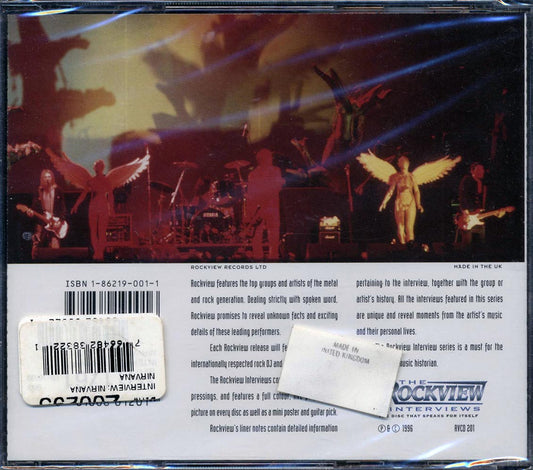 ROCKVIEW RECORDS LTD
MADE IN THE UK
ISBN 1-86219-001-1
Rockview features the top groups and artists of the metal
and rock generation. Dealing strictly with spoken word.
Rockview promises to reveal unknown facts and exciting
details of these leading performers.
Each Rockview release will
internationally respected rock DJ and
The Rockview Interviews
pressings, and features a full
picture on every disc as well as a mini poster and guitar pick.
Rockview's liner notes contain detailed information
pertaining to the interview, together with the group or
artist's history. All the interviews featured in this series
are unique and reveal moments from the artist's music
and their personal lives.
Rockview Interview series is a must for the
music historian.
MADE IN
UNITED KINGDOM
7 66482 38322 1
INTERVIEW: NIRVANA
NIRVANA
THE
ROCKVIEW
INTERVIEWS
DISC THAT SPEAKS FOR ITSELF
Ⓟ & © 1996
RVCD 201